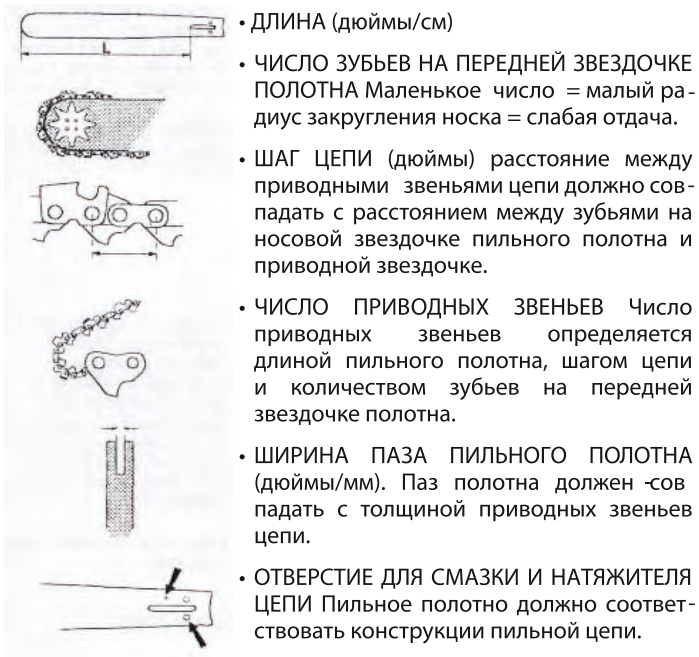 L
• ДЛИНА (дюймы/см)
• ЧИСЛО ЗУБЬЕВ НА ПЕРЕДНЕЙ ЗВЕЗДОЧКЕ
ПОЛОТНА Маленькое число = малый ра-
диус закругления носка = слабая отдача.
• ШАГ ЦЕПИ (дюймы) расстояние между
приводными звеньями цепи должно сов-
падать с расстоянием между зубьями на
носовой звездочке пильного полотна и
приводной звездочке.
• ЧИСЛО ПРИВОДНЫХ ЗВЕНЬЕВ Число
приводных звеньев определяется
длиной пильного полотна, шагом цепи
и количеством зубьев на передней
звездочке полотна.
• ШИРИНА ПАЗА ПИЛЬНОГО ПОЛОТНА
(дюймы/мм). Паз полотна должен -сов
падать с толщиной приводных звеньев
цепи.
• ОТВЕРСТИЕ ДЛЯ СМАЗКИ И НАТЯЖИТЕЛЯ
ЦЕПИ Пильное полотно должно соответ-
ствовать конструкции пильной цепи.